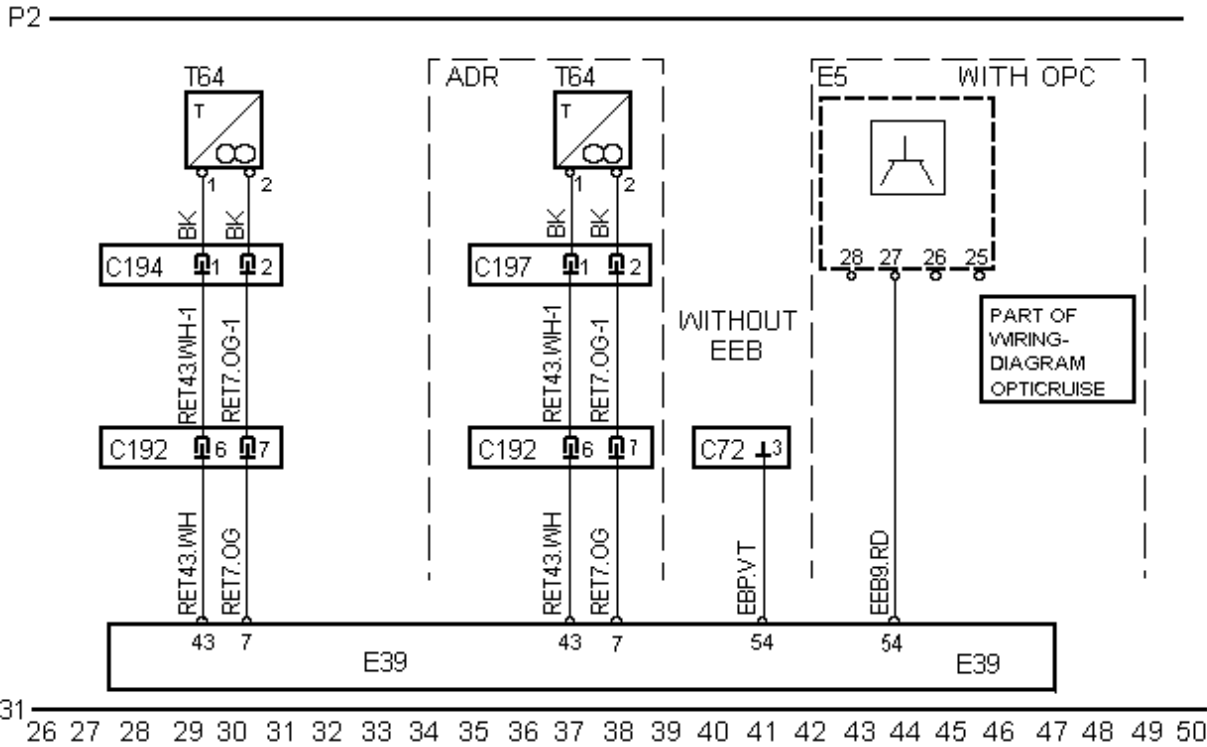 P2
T64
T
1 2
BK BK
C194 1 2
RET43.WH-1 RET7.OG-1
C192 6 7
RET43.WH RET7.OG
43 7
ADR T64
T
1 2
BK BK
C197 1 2
RET43.WH-1 RET7.OG-1
C192 6 7
RET43.WH RET7.OG
43 7
WITHOUT
EEB
C72 3
EBP.VT
54
E5 WITH OPC
28 27 26 25
PART OF
WIRING-
DIAGRAM
OPTICRUISE
EEB9.RD
54
E39 E39
31
26 27 28 29 30 31 32 33 34 35 36 37 38 39 40 41 42 43 44 45 46 47 48 49 50